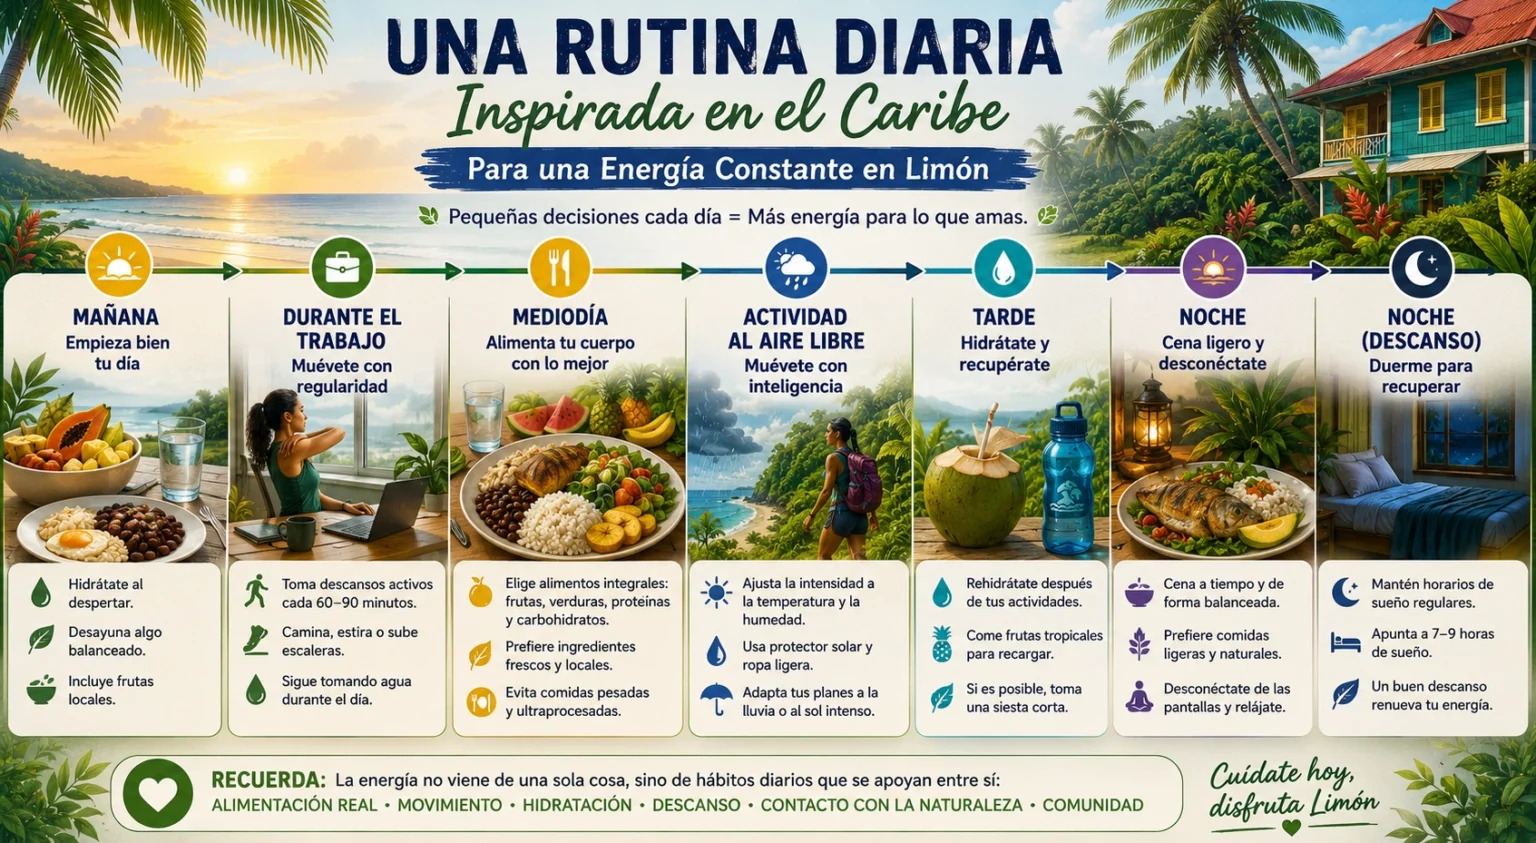 UNA RUTINA DIARIA
Inspirada en el Caribe
Para una Energía Constante en Limón
Pequeñas decisiones cada día = Más energía para lo que amas.
MAÑANA
Empieza bien
tu día
Hidrátate al
despertar.
Desayuna algo
balanceado.
Incluye frutas
locales.
DURANTE EL
TRABAJO
Muévete con
regularidad
Toma descansos activos
cada 60–90 minutos.
Camina, estira o sube
escaleras.
Sigue tomando agua
durante el día.
MEDIODÍA
Alimenta tu cuerpo
con lo mejor
Elige alimentos integrales:
frutas, verduras, proteínas
y carbohidratos.
Prefiere ingredientes
frescos y locales.
Evita comidas pesadas
y ultraprocesadas.
ACTIVIDAD
AL AIRE LIBRE
Muévete con
inteligencia
Ajusta la intensidad a
la temperatura y la
humedad.
Usa protector solar y
ropa ligera.
Adapta tus planes a la
lluvia o al sol intenso.
TARDE
Hidrátate y
recupérate
Rehidrátate después
de tus actividades.
Come frutas tropicales
para recargar.
Si es posible, toma
una siesta corta.
NOCHE
Cena ligero y
desconéctate
Cena a tiempo y de
forma balanceada.
Prefiere comidas
ligeras y naturales.
Desconéctate de las
pantallas y relájate.
NOCHE
(DESCANSO)
Duerme para
recuperar
Mantén horarios de
sueño regulares.
Apunta a 7–9 horas
de sueño.
Un buen descanso
renueva tu energía.
RECUERDA: La energía no viene de una sola cosa, sino de hábitos diarios que se apoyan entre sí:
ALIMENTACIÓN REAL • MOVIMIENTO • HIDRATACIÓN • DESCANSO • CONTACTO CON LA NATURALEZA • COMUNIDAD
Cuídate hoy,
disfruta Limón